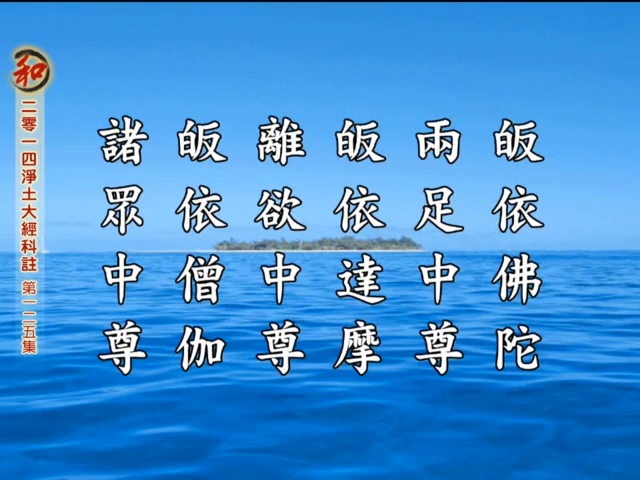 皈依佛陀
兩足中尊
皈依達摩
離欲中尊
皈依僧伽
諸眾中尊
和
二零一四淨土大經科註 第一二五集